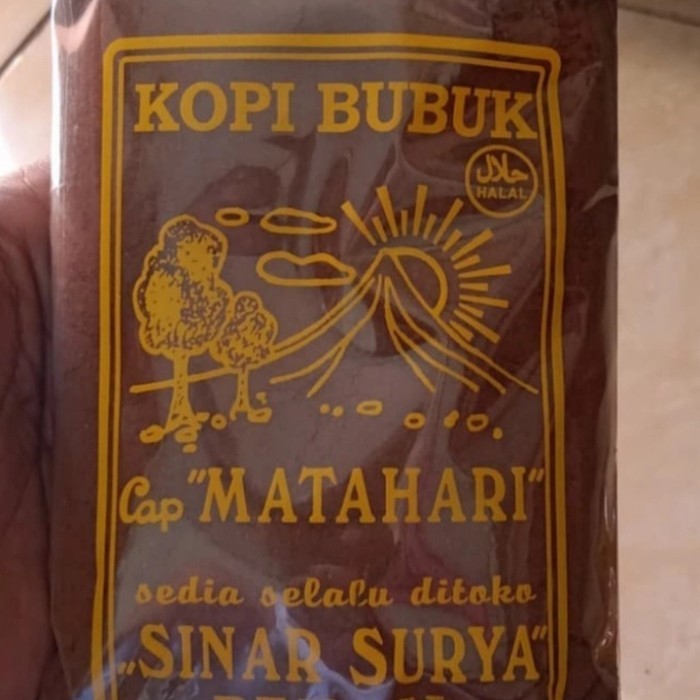 KOPI BUBUK
حلال
HALAL
Cap "MATAHARI"
sedia selalu ditoko
„SINAR SURYA"